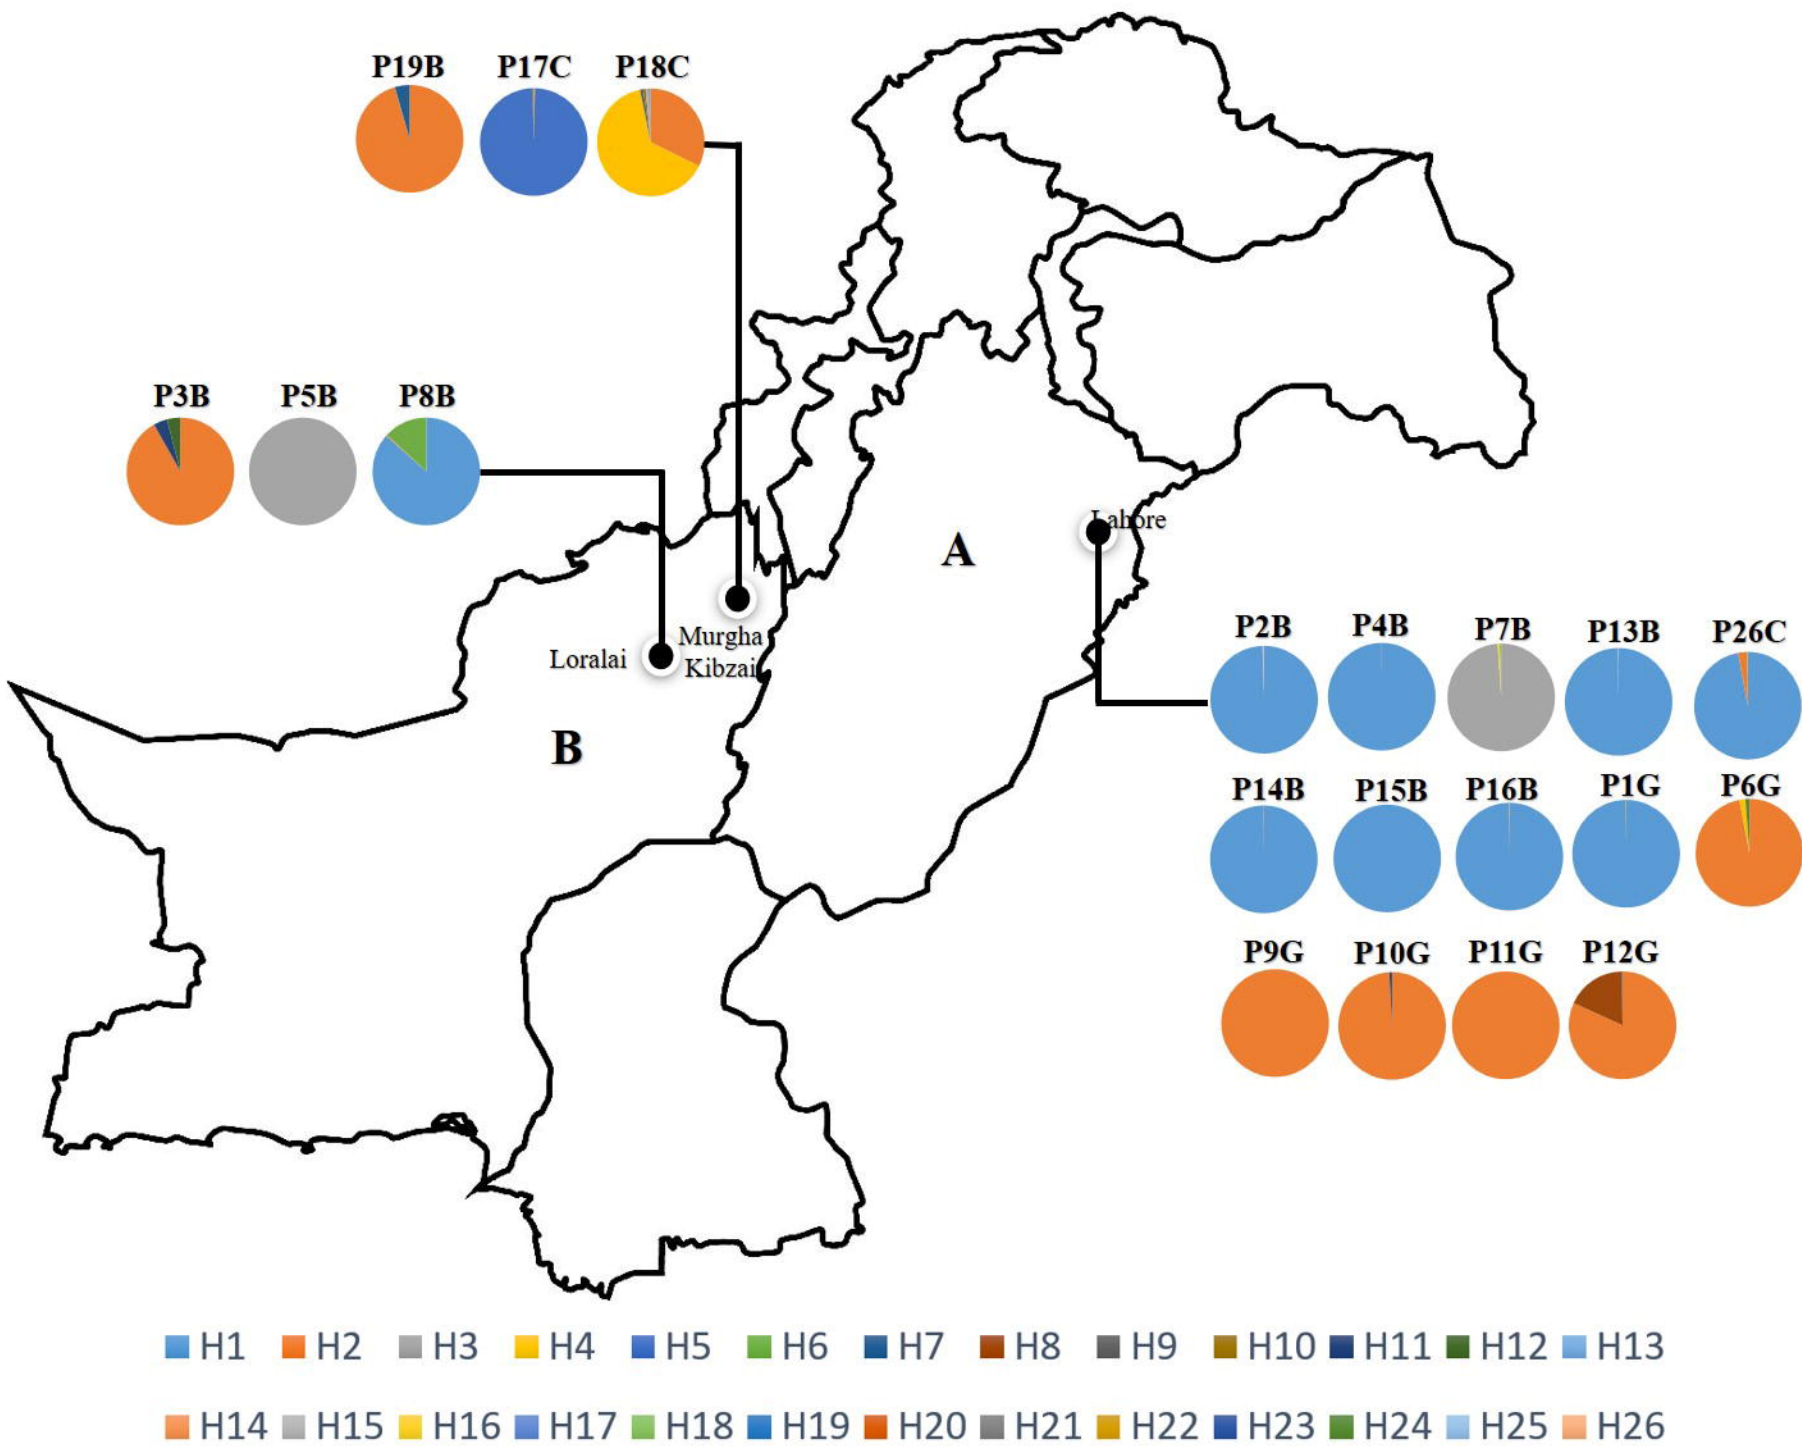 P19B P17C P18C
P3B P5B P8B
Lahore
A
Murgha
Kibzai
Loralai
B
P2B P4B P7B P13B P26C
P14B P15B P16B P1G P6G
P9G P10G P11G P12G
H1 H2 H3 H4 H5 H6 H7 H8 H9 H10 H11 H12 H13
H14 H15 H16 H17 H18 H19 H20 H21 H22 H23 H24 H25 H26